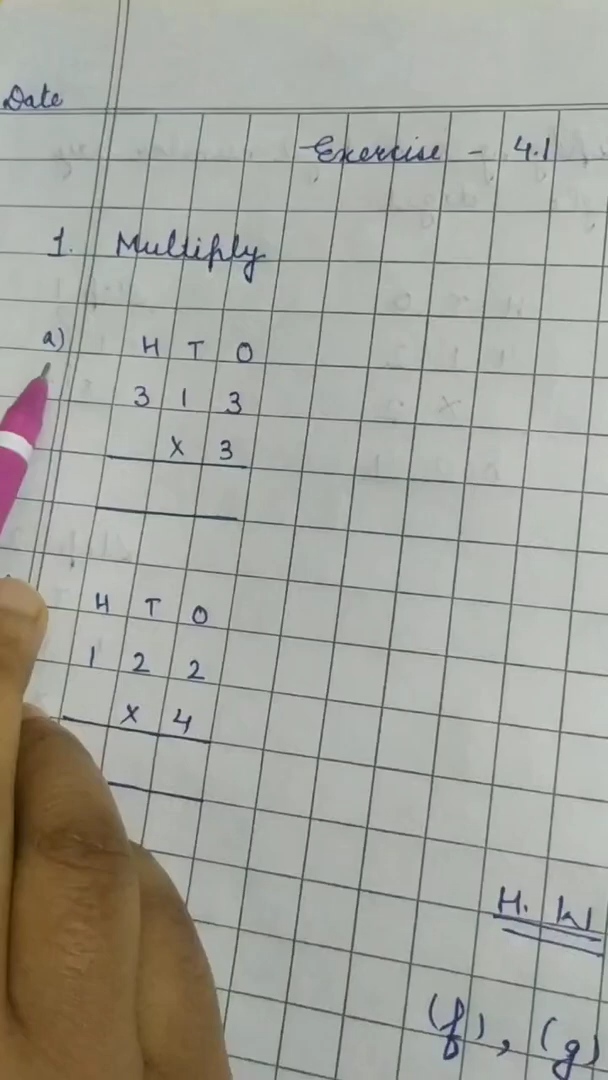 Date
Exercise - 4.1
1. Multiply
a) H T O
3 1 3
x 3
H T O
1 2 2
x 4
H. W
(f), (g)